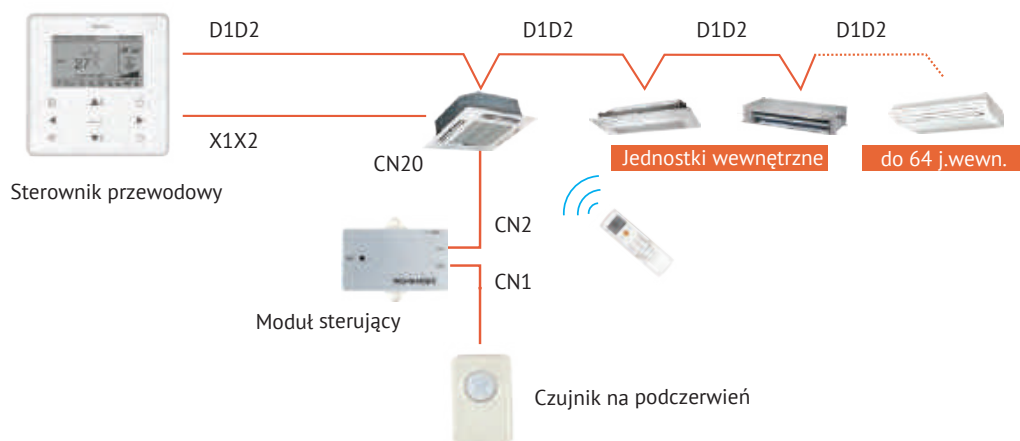 D1D2
D1D2
D1D2
D1D2
X1X2
CN20
Jednostki wewnętrzne
do 64 j.wewn.
Sterownik przewodowy
CN2
CN1
Moduł sterujący
Czujnik na podczerwień